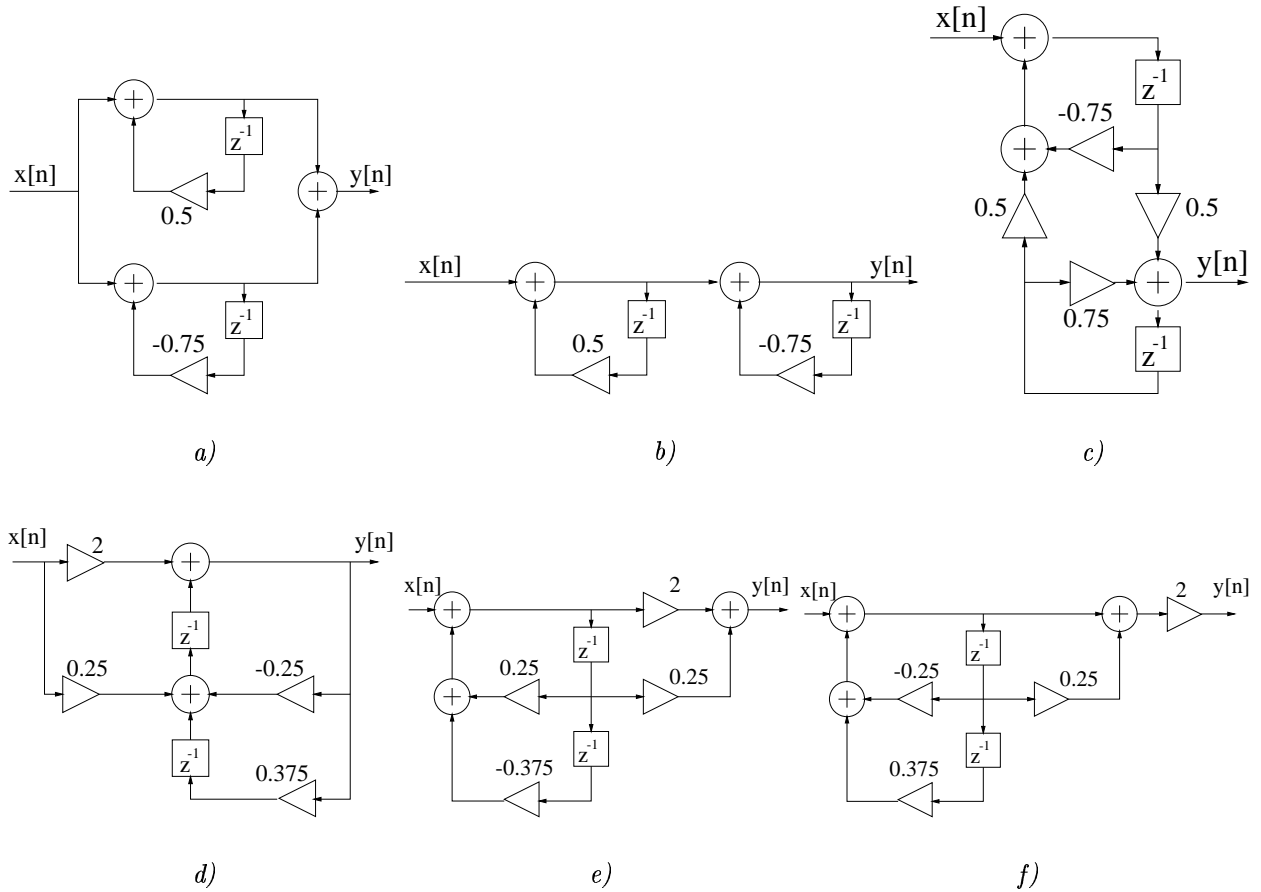 x[n]
+
z-1
0.5
+
y[n]
+
z-1
-0.75
a)
x[n]
+
z-1
0.5
+
z-1
-0.75
y[n]
b)
x[n]
+
z-1
-0.75
+
0.5
0.5
0.75
+
y[n]
z-1
c)
x[n]
2
+
y[n]
z-1
0.25
+
-0.25
z-1
0.375
d)
x[n]
+
2
+
y[n]
z-1
0.25
0.25
+
z-1
-0.375
e)
x[n]
+
+
2
y[n]
z-1
-0.25
0.25
+
z-1
0.375
f)